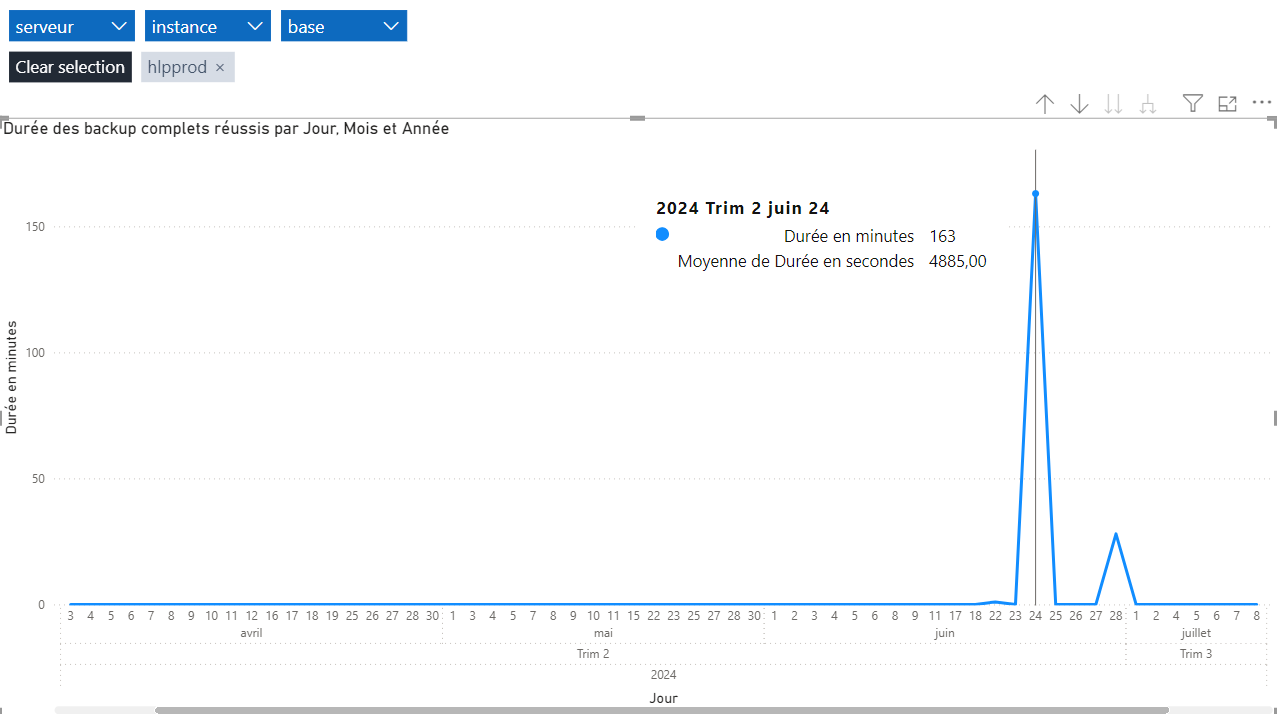 serveur instance base
Clear selection hlpprod ×
Durée des backup complets réussis par Jour, Mois et Année
2024 Trim 2 juin 24
Durée en minutes 163
Moyenne de Durée en secondes 4885,00
Durée en minutes
150
100
50
0
3 4 5 6 7 8 9 10 11 12 16 17 18 19 25 26 27 28 30 1 3 4 5 7 8 9 10 11 15 22 23 25 28 30 1 2 3 4 5 6 8 9 11 17 18 22 23 24 25 26 27 28 1 2 4 5 6 7 8
avril mai juin juillet
Trim 2 Trim 3
2024
Jour